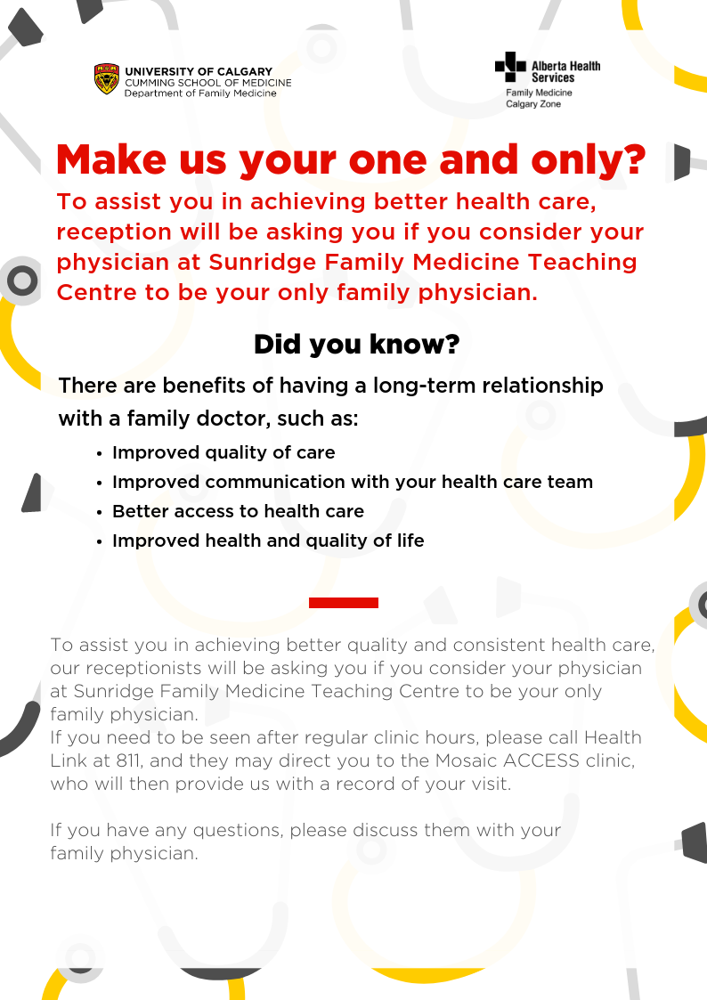 UNIVERSITY OF CALGARY
CUMMING SCHOOL OF MEDICINE
Department of Family Medicine
Alberta Health
Services
Family Medicine
Calgary Zone
Make us your one and only?
To assist you in achieving better health care,
reception will be asking you if you consider your
physician at Sunridge Family Medicine Teaching
Centre to be your only family physician.
Did you know?
There are benefits of having a long-term relationship
with a family doctor, such as:
• Improved quality of care
• Improved communication with your health care team
• Better access to health care
• Improved health and quality of life
To assist you in achieving better quality and consistent health care,
our receptionists will be asking you if you consider your physician
at Sunridge Family Medicine Teaching Centre to be your only
family physician.
If you need to be seen after regular clinic hours, please call Health
Link at 811, and they may direct you to the Mosaic ACCESS clinic,
who will then provide us with a record of your visit.
If you have any questions, please discuss them with your
family physician.